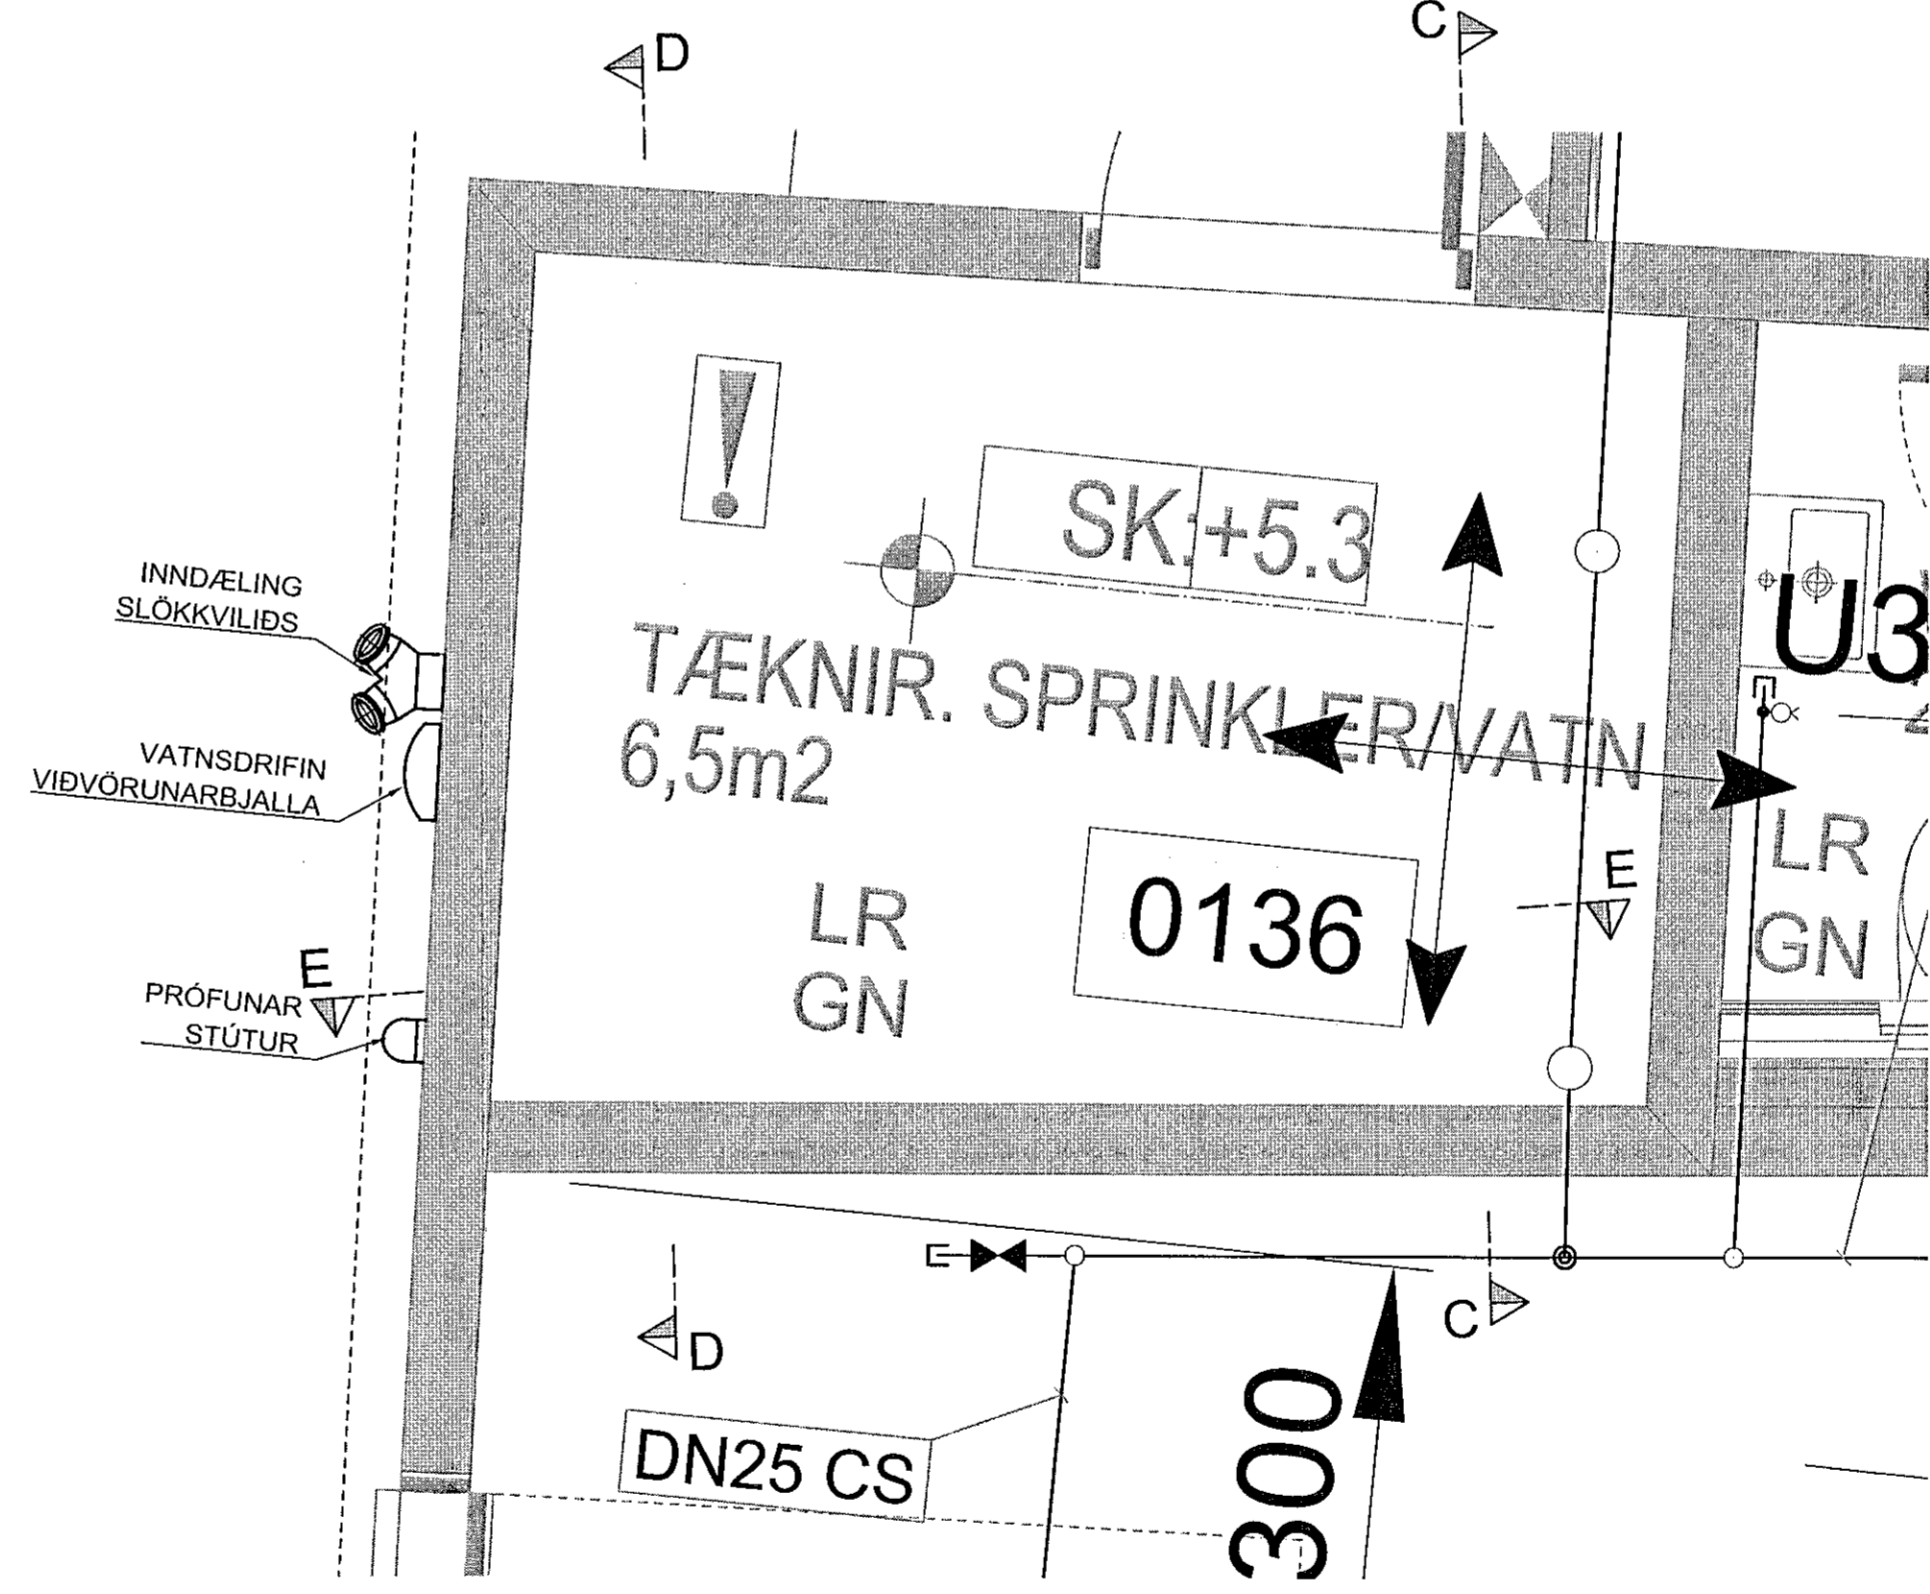 D
C
SK:+5.3
INNDÆLING
SLÖKKVILIÐS
TÆKNIR. SPRINKLER/VATN
6,5m2
U3
VATNSDRIFIN
VIÐVÖRUNARBJALLA
LR
GN
0136
E
LR
GN
E
PRÓFUNAR
STÚTUR
C
D
DN25 CS
300